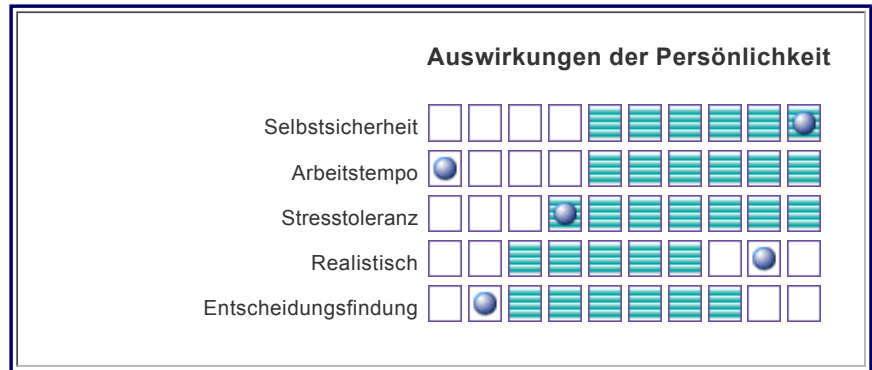 Auswirkungen der Persönlichkeit
Selbstsicherheit
Arbeitstempo
Stresstoleranz
Realistisch
Entscheidungsfindung